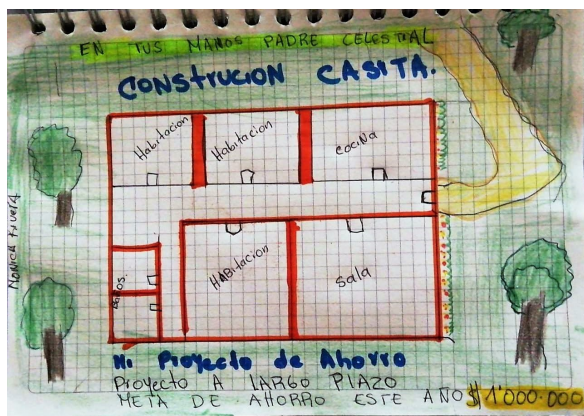 EN TUS MANOS PADRE CELESTIAL
CONSTRUCION CASITA.
Habitacion
Habitacion
cociNa
HABitacion
Sala
BAños.
Mi Proyecto de Ahorro
Proyecto A lARgo PlAzo
META DE AHORRO ESTE AÑO $1'000.000